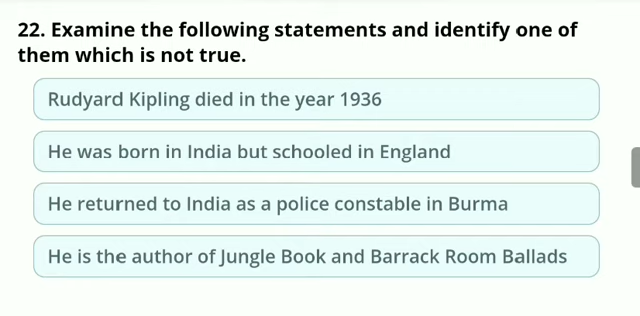 22. Examine the following statements and identify one of
them which is not true.
Rudyard Kipling died in the year 1936
He was born in India but schooled in England
He returned to India as a police constable in Burma
He is the author of Jungle Book and Barrack Room Ballads